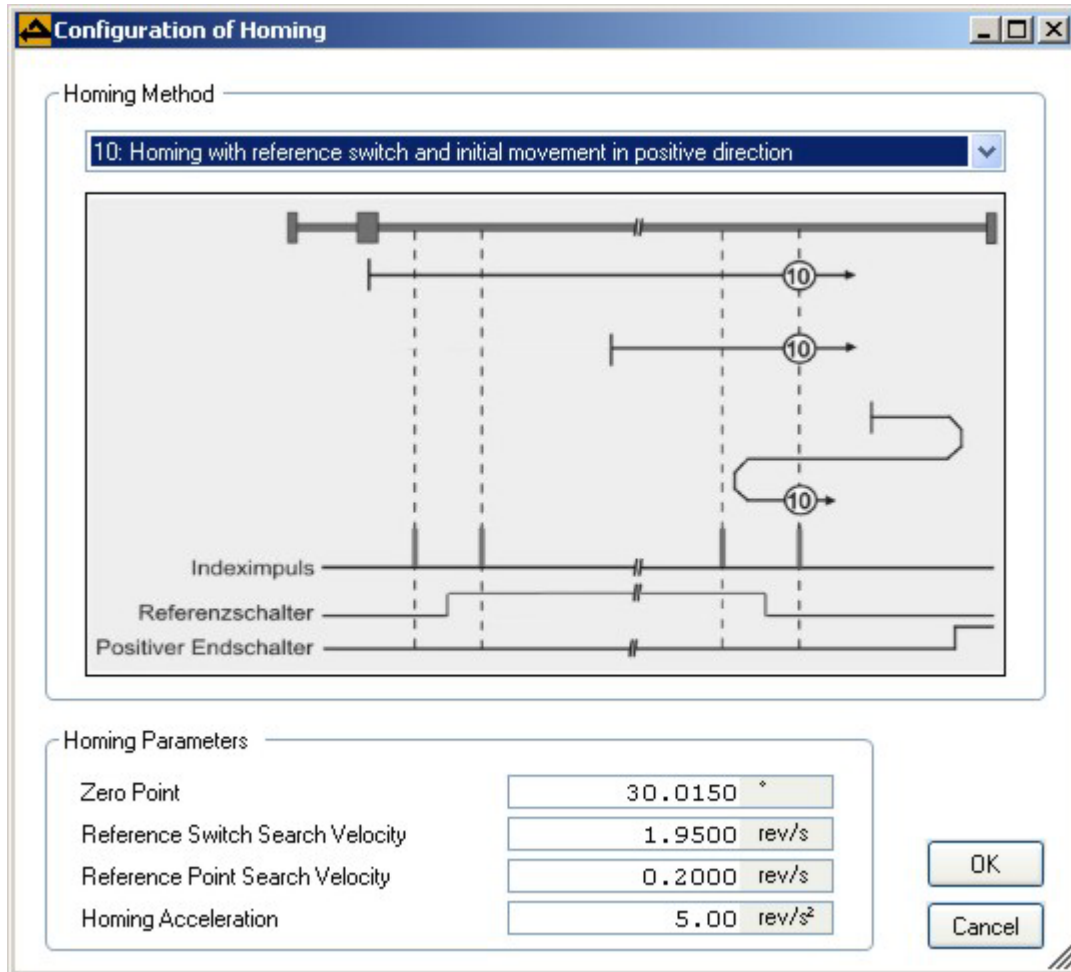 Configuration of Homing
Homing Method
10: Homing with reference switch and initial movement in positive direction
10
10
10
Indeximpuls
Referenzschalter
Positiver Endschalter
Homing Parameters
Zero Point 30.0150 °
Reference Switch Search Velocity 1.9500 rev/s
Reference Point Search Velocity 0.2000 rev/s
Homing Acceleration 5.00 rev/s²
OK
Cancel